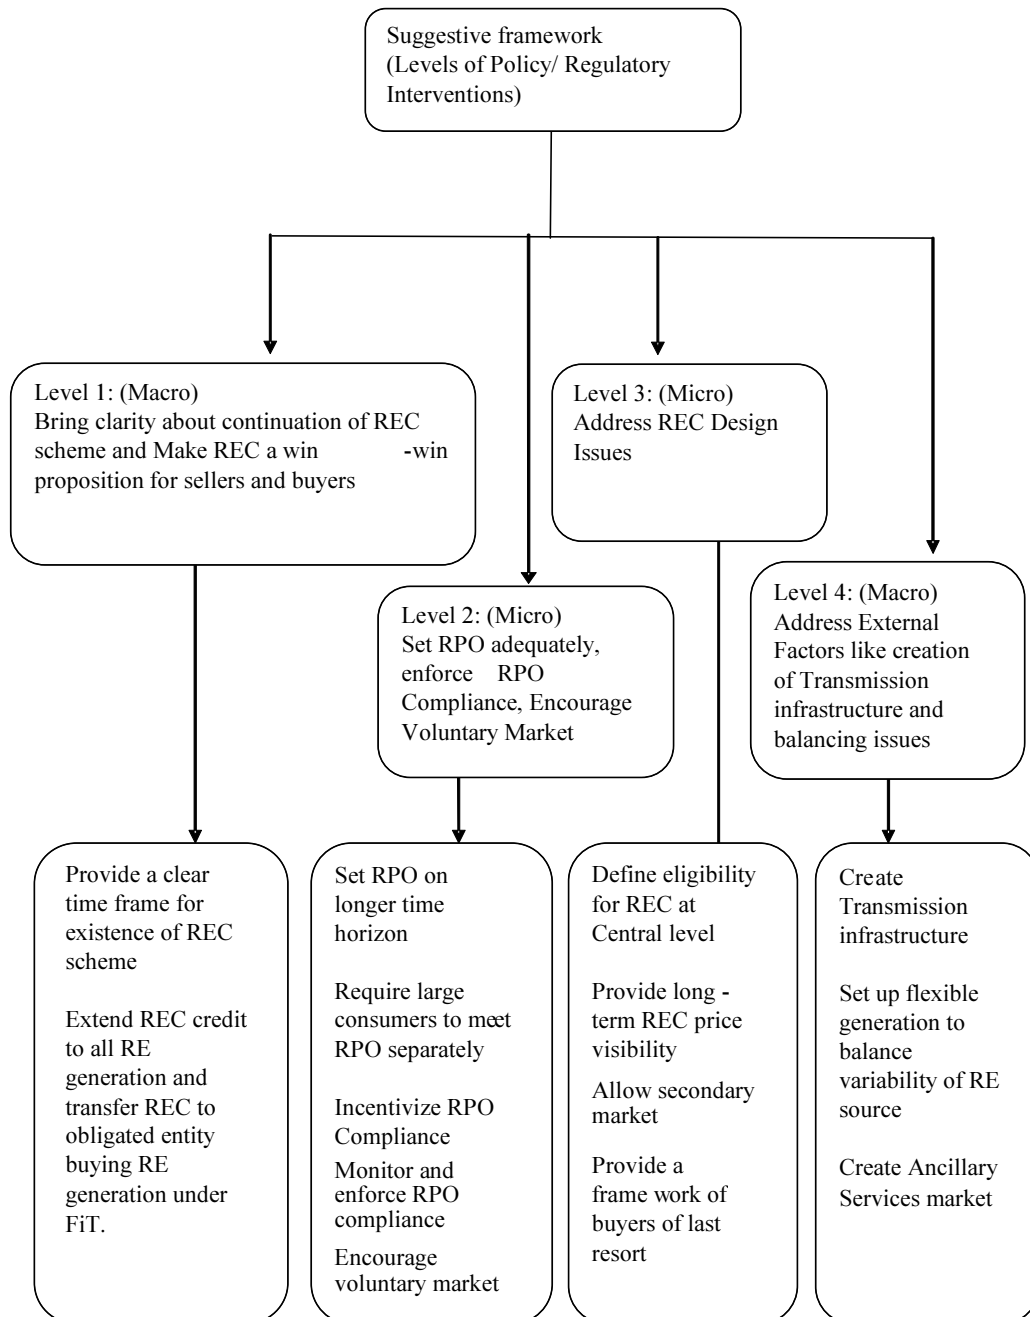 Suggestive framework
(Levels of Policy/ Regulatory
Interventions)
Level 1: (Macro)
Bring clarity about continuation of REC
scheme and Make REC a win -win
proposition for sellers and buyers
Level 3: (Micro)
Address REC Design
Issues
Level 2: (Micro)
Set RPO adequately,
enforce RPO
Compliance, Encourage
Voluntary Market
Level 4: (Macro)
Address External
Factors like creation
of Transmission
infrastructure and
balancing issues
Provide a clear
time frame for
existence of REC
scheme
Extend REC credit
to all RE
generation and
transfer REC to
obligated entity
buying RE
generation under
FiT.
Set RPO on
longer time
horizon
Require large
consumers to meet
RPO separately
Incentivize RPO
Compliance
Monitor and
enforce RPO
compliance
Encourage
voluntary market
Define eligibility
for REC at
Central level
Provide long -
term REC price
visibility
Allow secondary
market
Provide a
frame work of
buyers of last
resort
Create
Transmission
infrastructure
Set up flexible
generation to
balance
variability of RE
source
Create Ancillary
Services market